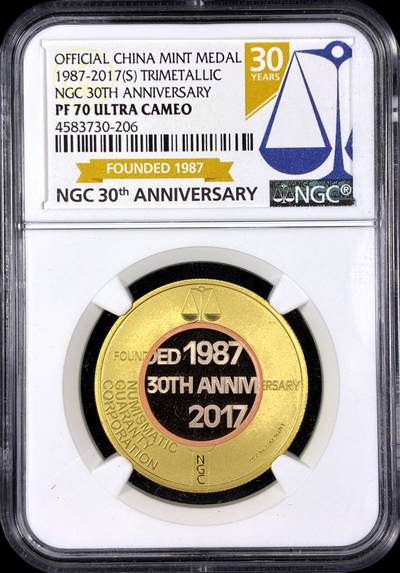 OFFICIAL CHINA MINT MEDAL
1987-2017(S) TRIMETALLIC
NGC 30TH ANNIVERSARY
PF 70 ULTRA CAMEO
4583730-206
30
YEARS
FOUNDED 1987
NGC 30th ANNIVERSARY
NGC®
FOUNDED 1987
30TH ANNIVERSARY
2017
NUMISMATIC
GUARANTY
CORPORATION
NGC